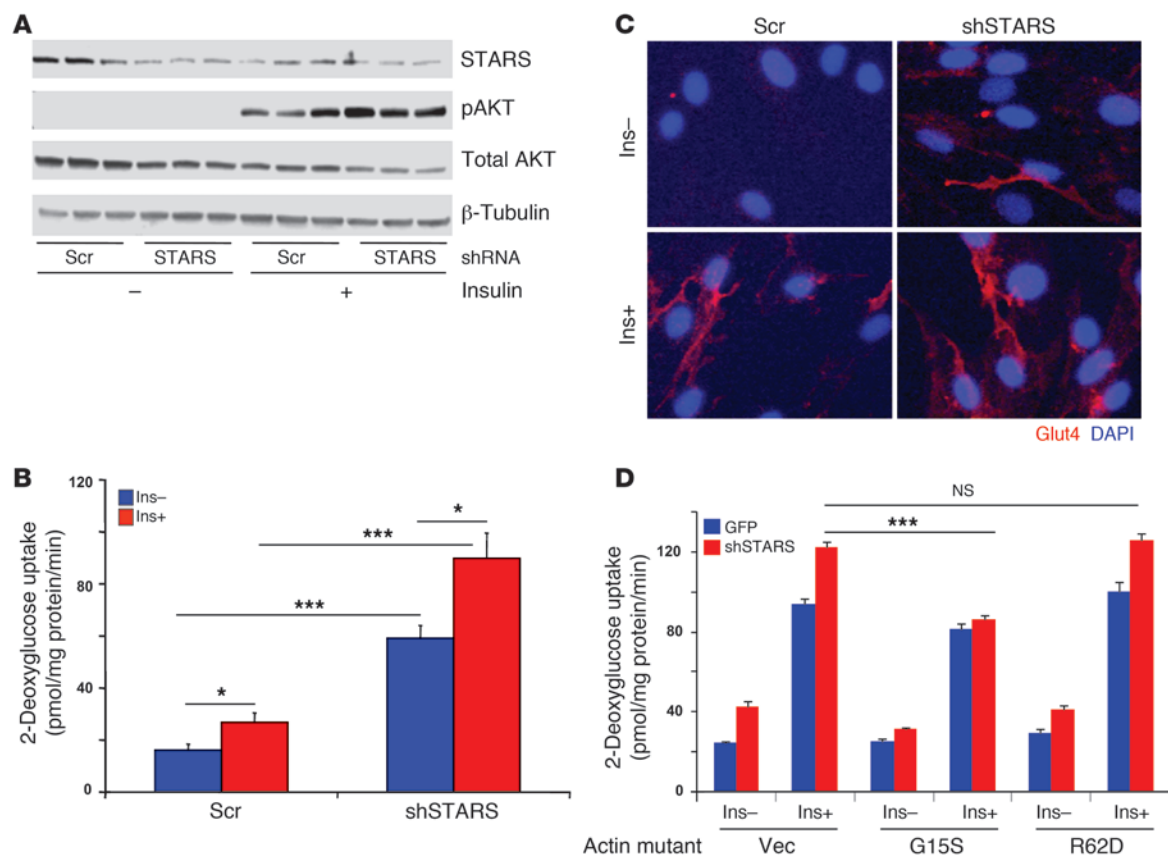 A
STARS
pAKT
Total AKT
β-Tubulin
Scr STARS Scr STARS shRNA
– + Insulin
B
Ins–
Ins+
2-Deoxyglucose uptake
(pmol/mg protein/min)
120
80
40
0
*
***
***
*
Scr shSTARS
C
Scr shSTARS
Ins–
Ins+
Glut4 DAPI
D
GFP
shSTARS
2-Deoxyglucose uptake
(pmol/mg protein/min)
120
80
40
0
NS
***
Ins– Ins+ Ins– Ins+ Ins– Ins+
Actin mutant Vec G15S R62D